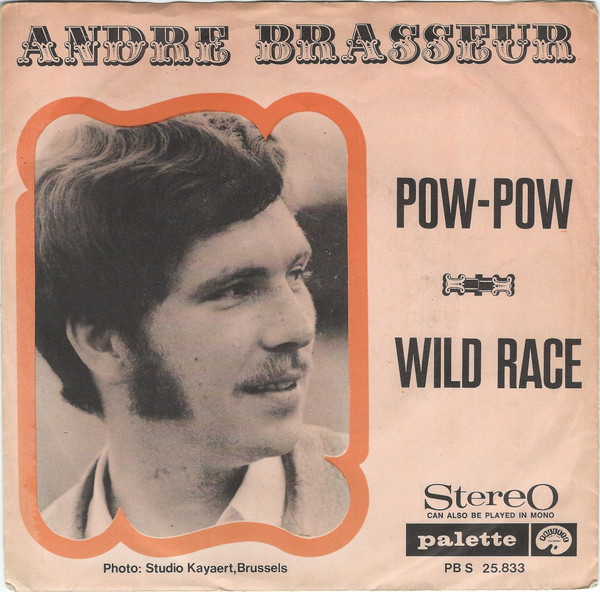 ANDRE BRASSEUR
POW-POW
WILD RACE
Stereo
CAN ALSO BE PLAYED IN MONO
palette
PB S 25.833
Photo: Studio Kayaert,Brussels